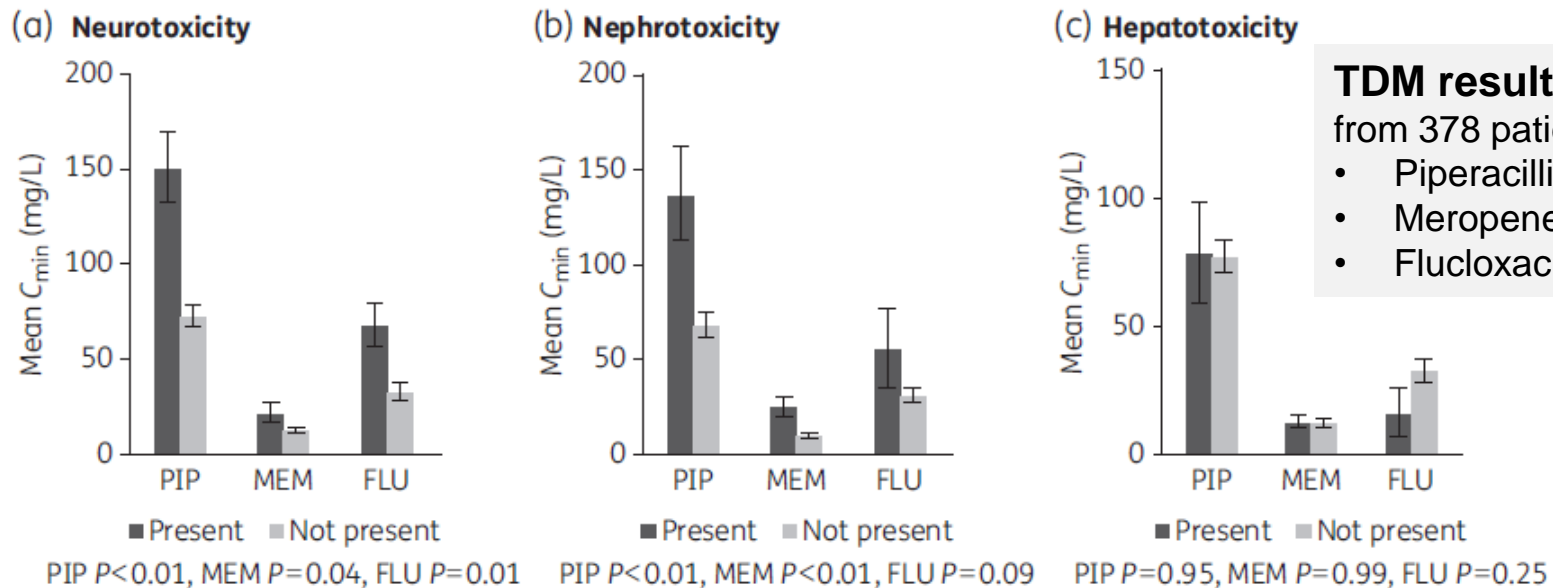 (a) Neurotoxicity
200
150
100
50
0
Mean Cmin (mg/L)
PIP MEM FLU
Present Not present
PIP P<0.01, MEM P=0.04, FLU P=0.01
(b) Nephrotoxicity
200
150
100
50
0
Mean Cmin (mg/L)
PIP MEM FLU
Present Not present
PIP P<0.01, MEM P<0.01, FLU P=0.09
(c) Hepatotoxicity
150
100
50
0
Mean Cmin (mg/L)
PIP MEM FLU
Present Not present
PIP P=0.95, MEM P=0.99, FLU P=0.25
TDM result
from 378 pati
• Piperacilli
• Meropene
• Flucloxac